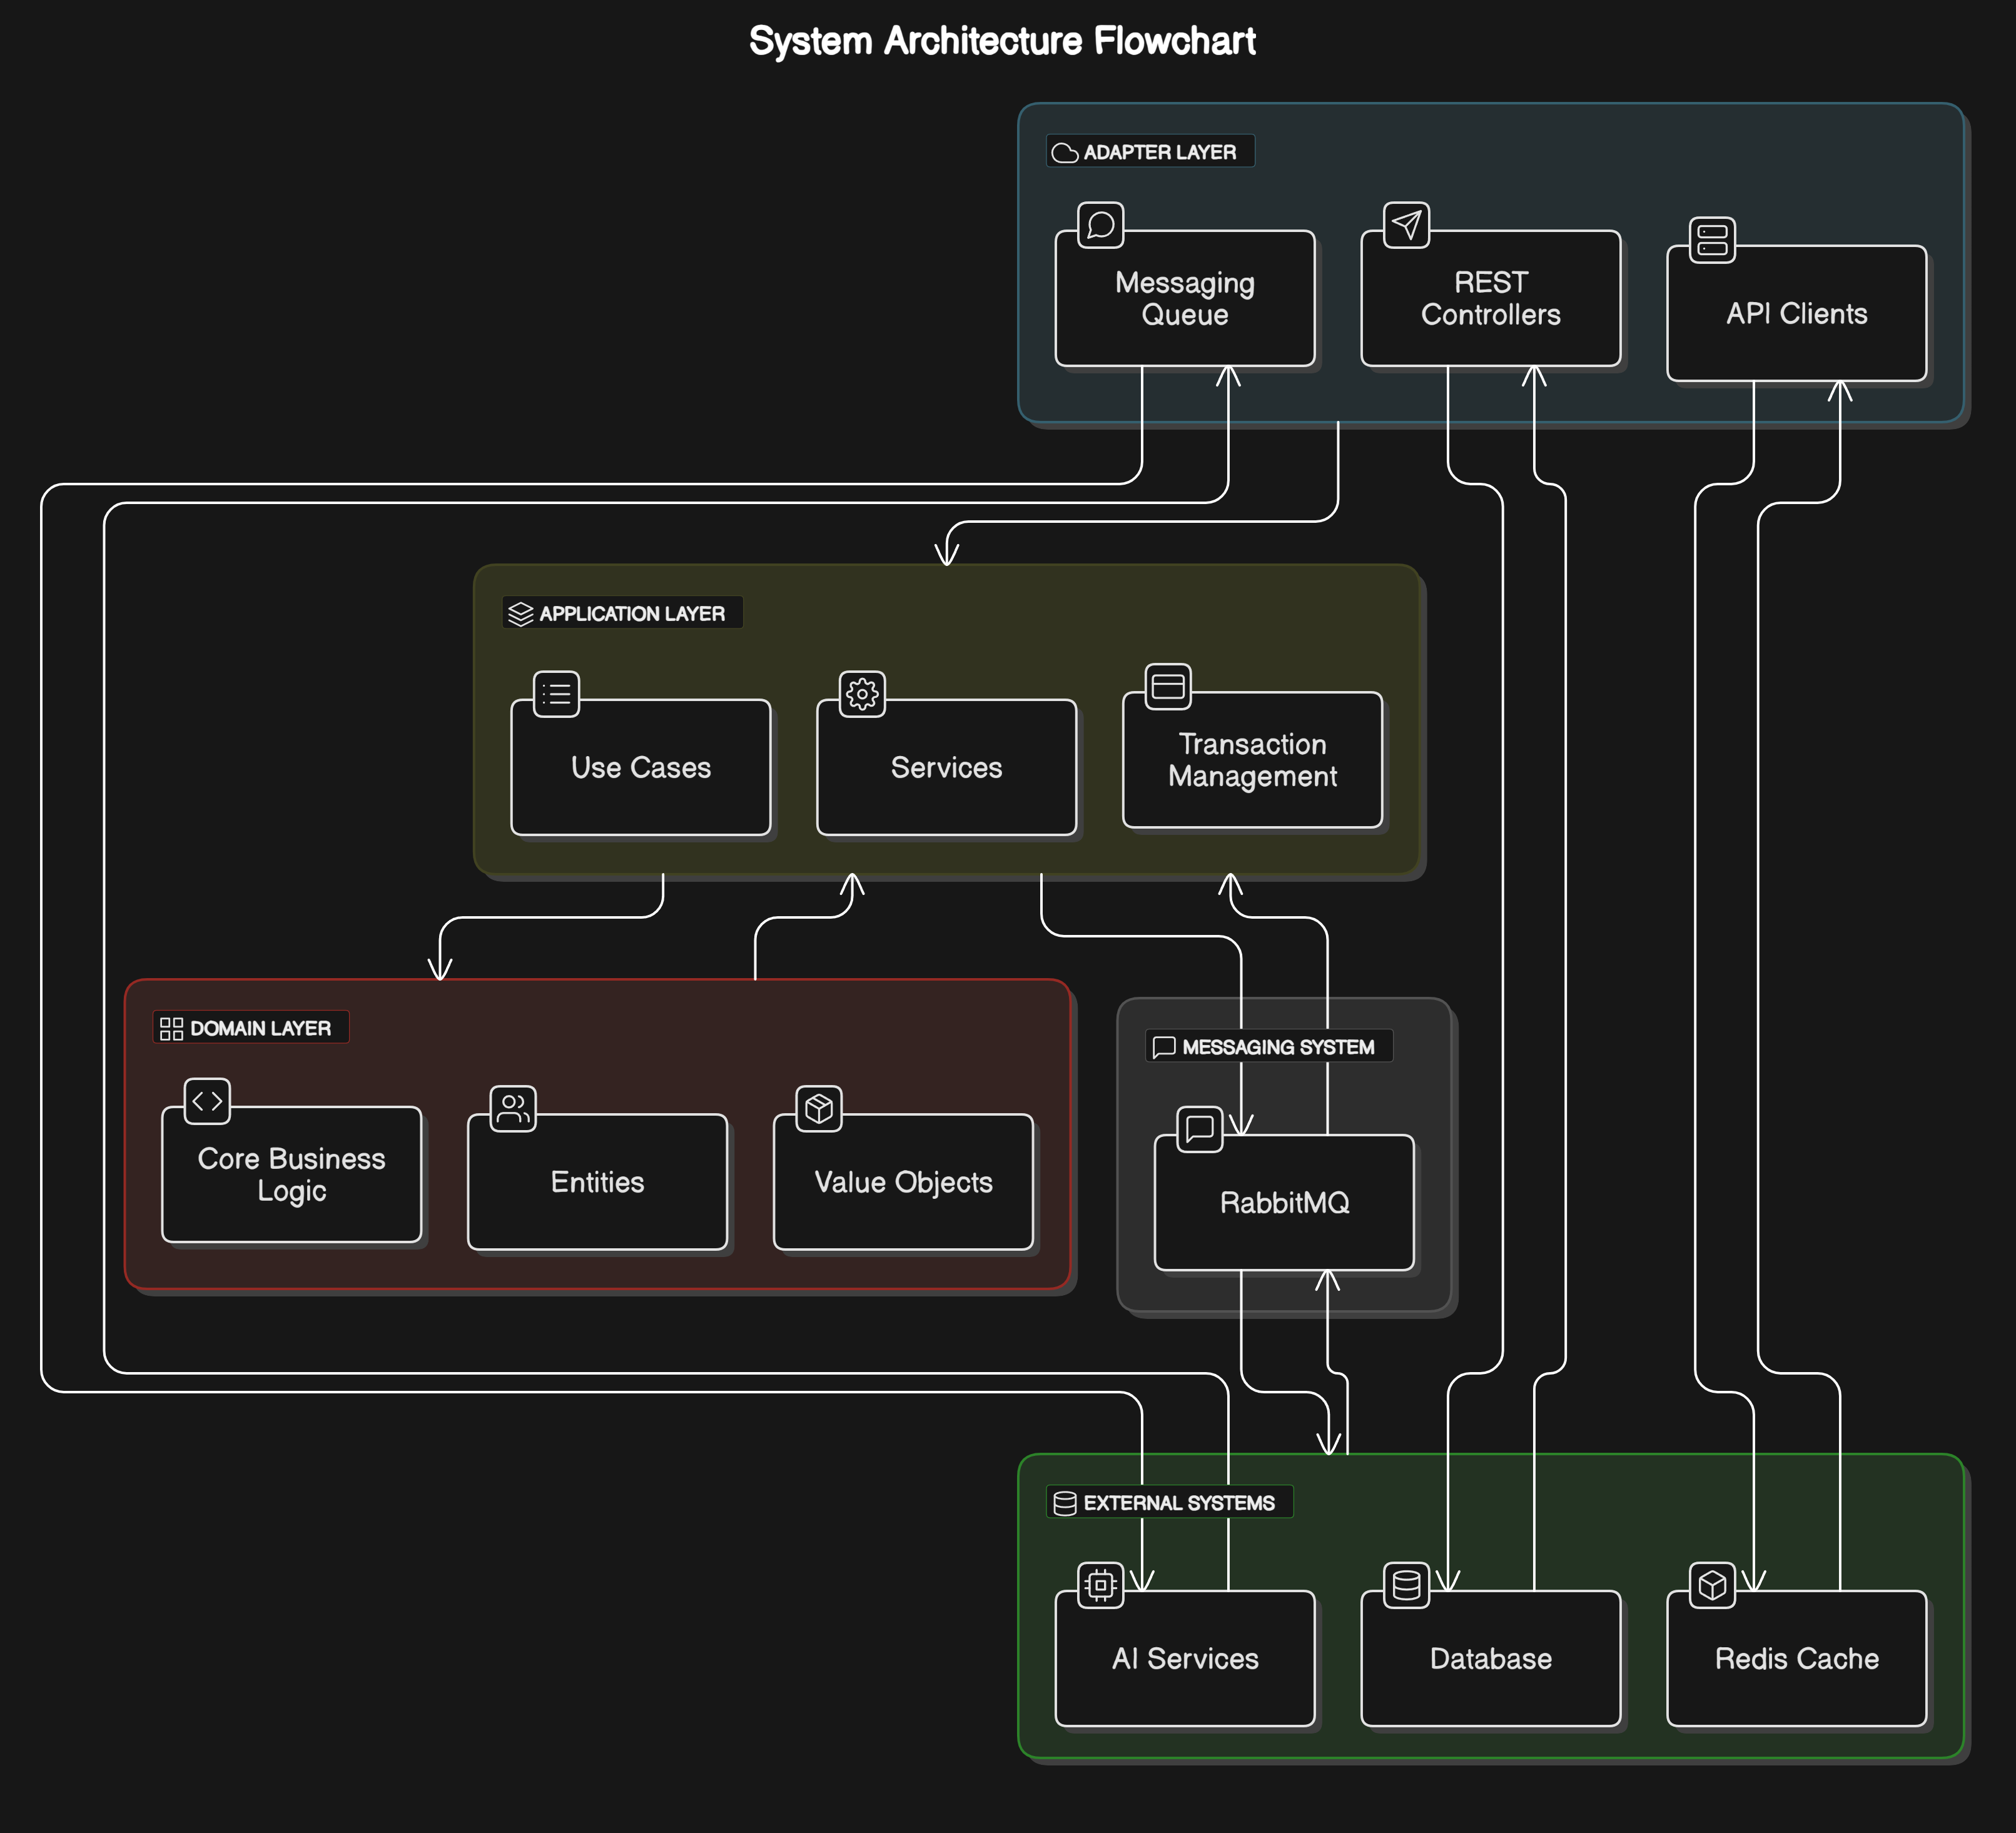 System Architecture Flowchart
ADAPTER LAYER
Messaging
Queue
REST
Controllers
API Clients
APPLICATION LAYER
Use Cases
Services
Transaction
Management
DOMAIN LAYER
Core Business
Logic
Entities
Value Objects
MESSAGING SYSTEM
RabbitMQ
EXTERNAL SYSTEMS
AI Services
Database
Redis Cache